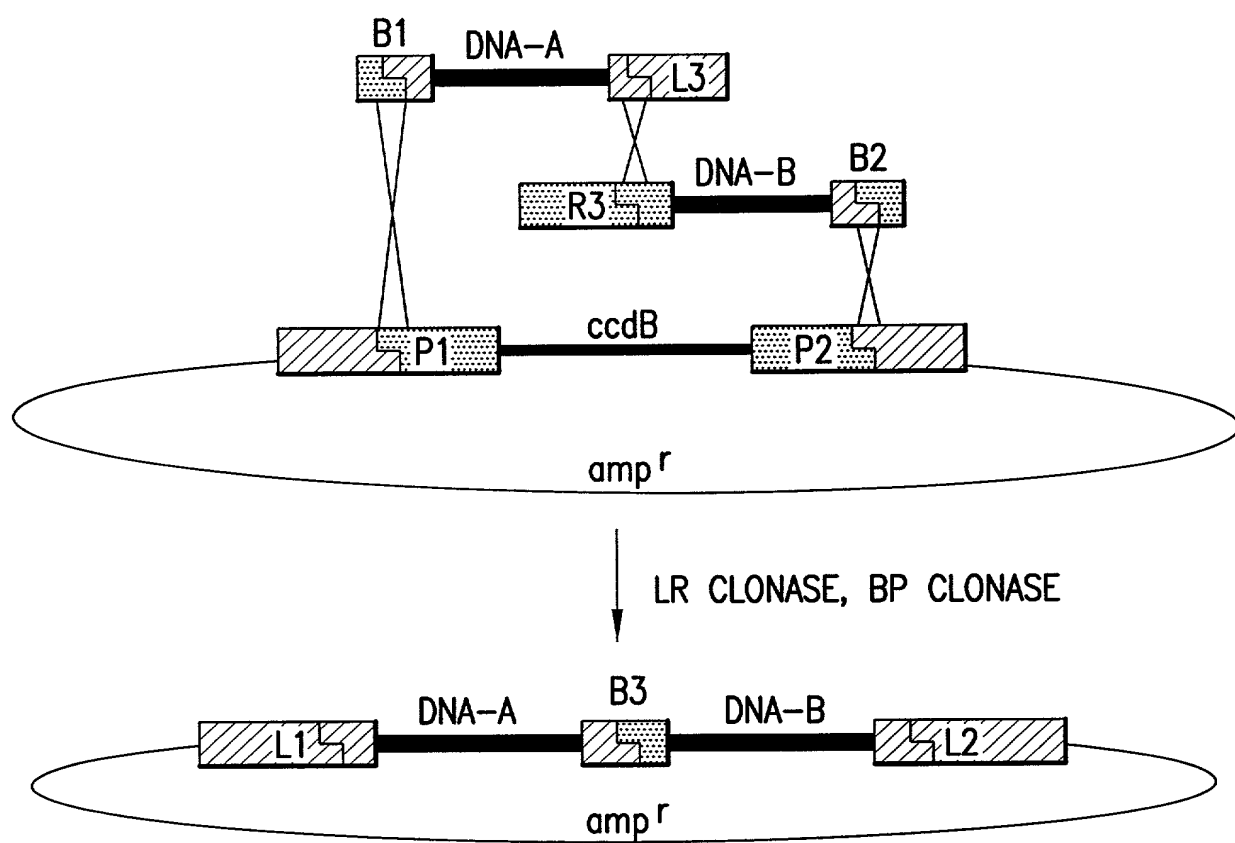 B1 DNA-A
L3
DNA-B B2
R3
ccdB
P1 P2
amp r
LR CLONASE, BP CLONASE
B3
DNA-A DNA-B
L1 L2
amp r